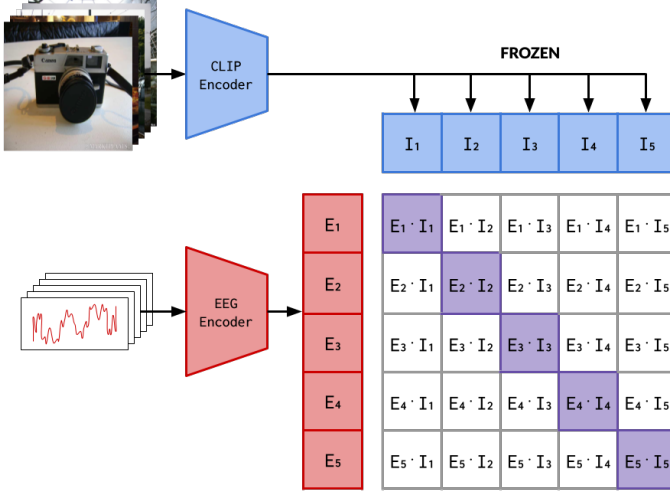 Canon
CLIP
Encoder
FROZEN
I1 I2 I3 I4 I5
E1 E1·I1 E1·I2 E1·I3 E1·I4 E1·I5
E2 E2·I1 E2·I2 E2·I3 E2·I4 E2·I5
EEG
Encoder
E3 E3·I1 E3·I2 E3·I3 E3·I4 E3·I5
E4 E4·I1 E4·I2 E4·I3 E4·I4 E4·I5
E5 E5·I1 E5·I2 E5·I3 E5·I4 E5·I5